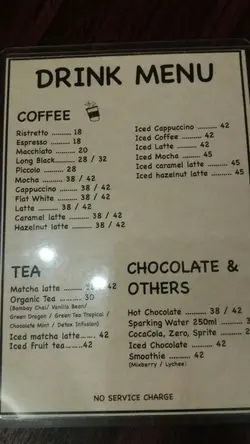 DRINK MENU
COFFEE
Ristretto .......... 18
Espresso .......... 18
Macchiato .......... 20
Long Black.......... 28 / 32
Piccolo .......... 28
Mocha .......... 38 / 42
Cappuccino .......... 38 / 42
Flat White .......... 38 / 42
Latte .......... 38 / 42
Caramel latte .......... 38 / 42
Hazelnut latte .......... 38 / 42
Iced Cappuccino .......... 42
Iced Coffee .......... 42
Iced Latte .......... 42
Iced Mocha .......... 45
Iced caramel latte ..... 45
Iced hazelnut latte .... 45
TEA
Matcha latte .......... / 42
Organic Tea .......... 30
(Bombay Chai/ Vanilla Bean/
Green Dragon / Green Tea Tropical /
Chocolate Mint / Detox Infusion)
Iced matcha latte......42
Iced Fruit tea......42
CHOCOLATE &
OTHERS
Hot Chocolate .......... 38 / 42
Sparking Water 250ml ..........
CocaCola, Zero, Sprite ..........
Iced Chocolate .......... 42
Smoothie .......... 42
(Mixberry / Lychee)
NO SERVICE CHARGE